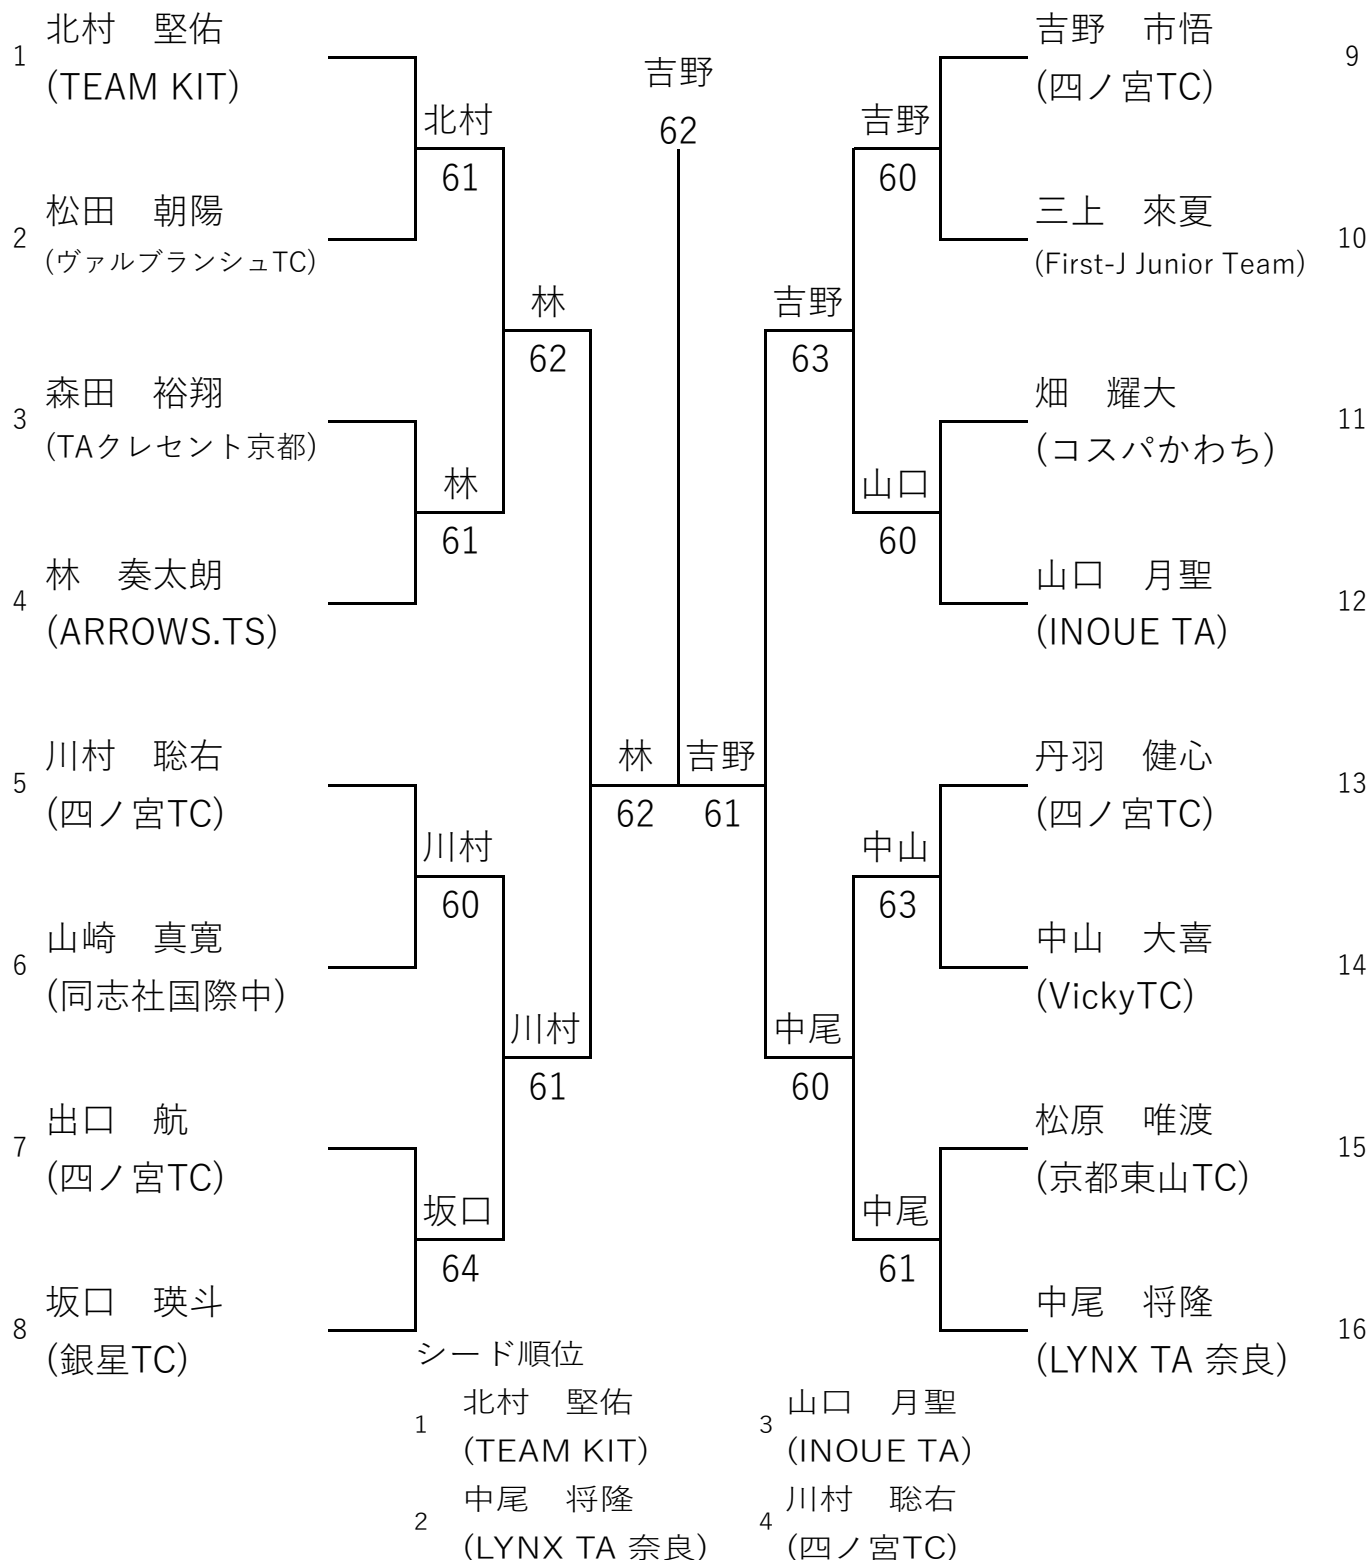 1
北村　堅佑
(TEAM KIT)
2
松田　朝陽
(ヴァルブランシュTC)
3
森田　裕翔
(TAクレセント京都)
4
林　奏太朗
(ARROWS.TS)
5
川村　聡右
(四ノ宮TC)
6
山崎　真寛
(同志社国際中)
7
出口　航
(四ノ宮TC)
8
坂口　瑛斗
(銀星TC)
北村
61
林
61
川村
60
坂口
64
林
62
川村
61
林
62
吉野
62
吉野
61
吉野
63
中尾
60
吉野
60
山口
60
中山
63
中尾
61
吉野　市悟
(四ノ宮TC)
9
三上　來夏
(First-J Junior Team)
10
畑　耀大
(コスパかわち)
11
山口　月聖
(INOUE TA)
12
丹羽　健心
(四ノ宮TC)
13
中山　大喜
(VickyTC)
14
松原　唯渡
(京都東山TC)
15
中尾　将隆
(LYNX TA 奈良)
16
シード順位
1
北村　堅佑
(TEAM KIT)
2
中尾　将隆
(LYNX TA 奈良)
3
山口　月聖
(INOUE TA)
4
川村　聡右
(四ノ宮TC)